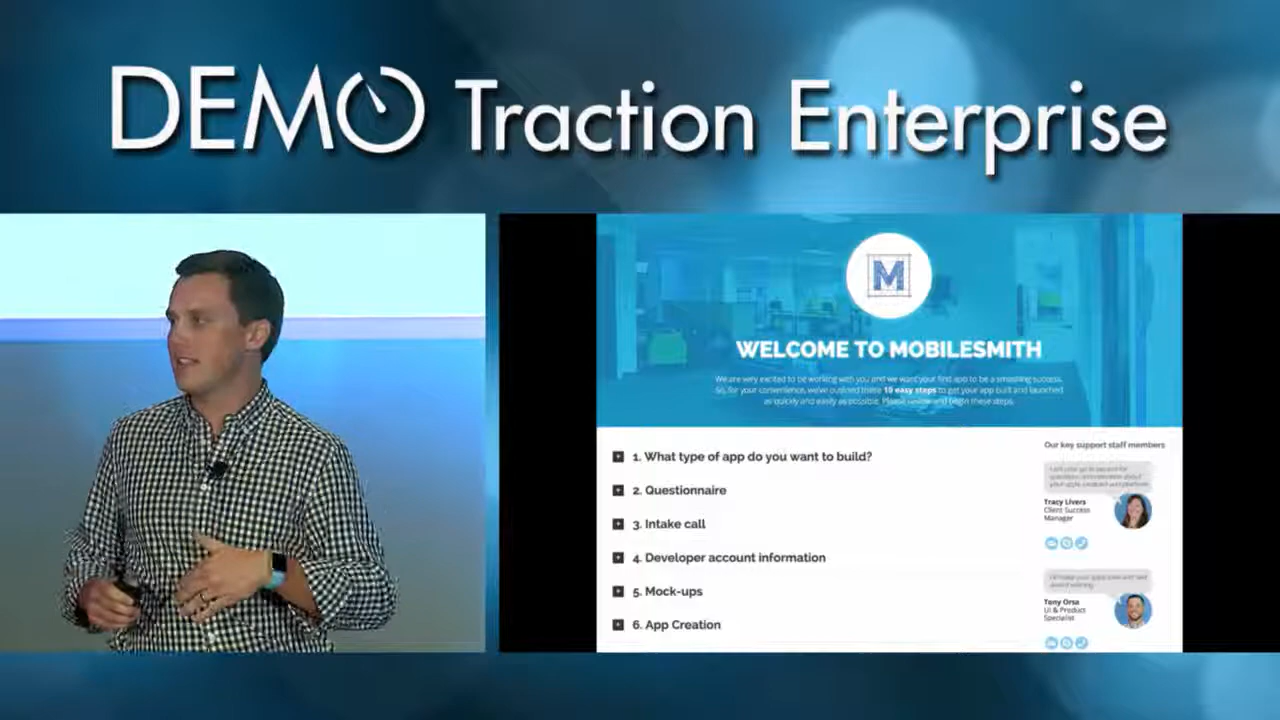 DEMO Traction Enterprise
M
WELCOME TO MOBILESMITH
We are very excited to be working with you and we want your first app to be a smashing success.
So, for your convenience, we've outlined these 10 easy steps to get your app built and launched
as quickly and easily as possible. Please review and begin these steps.
1. What type of app do you want to build?
2. Questionnaire
3. Intake call
4. Developer account information
5. Mock-ups
6. App Creation
Our key support staff members
Tracy Livers
Client Success
Manager
Tony Orsa
UI & Product
Specialist